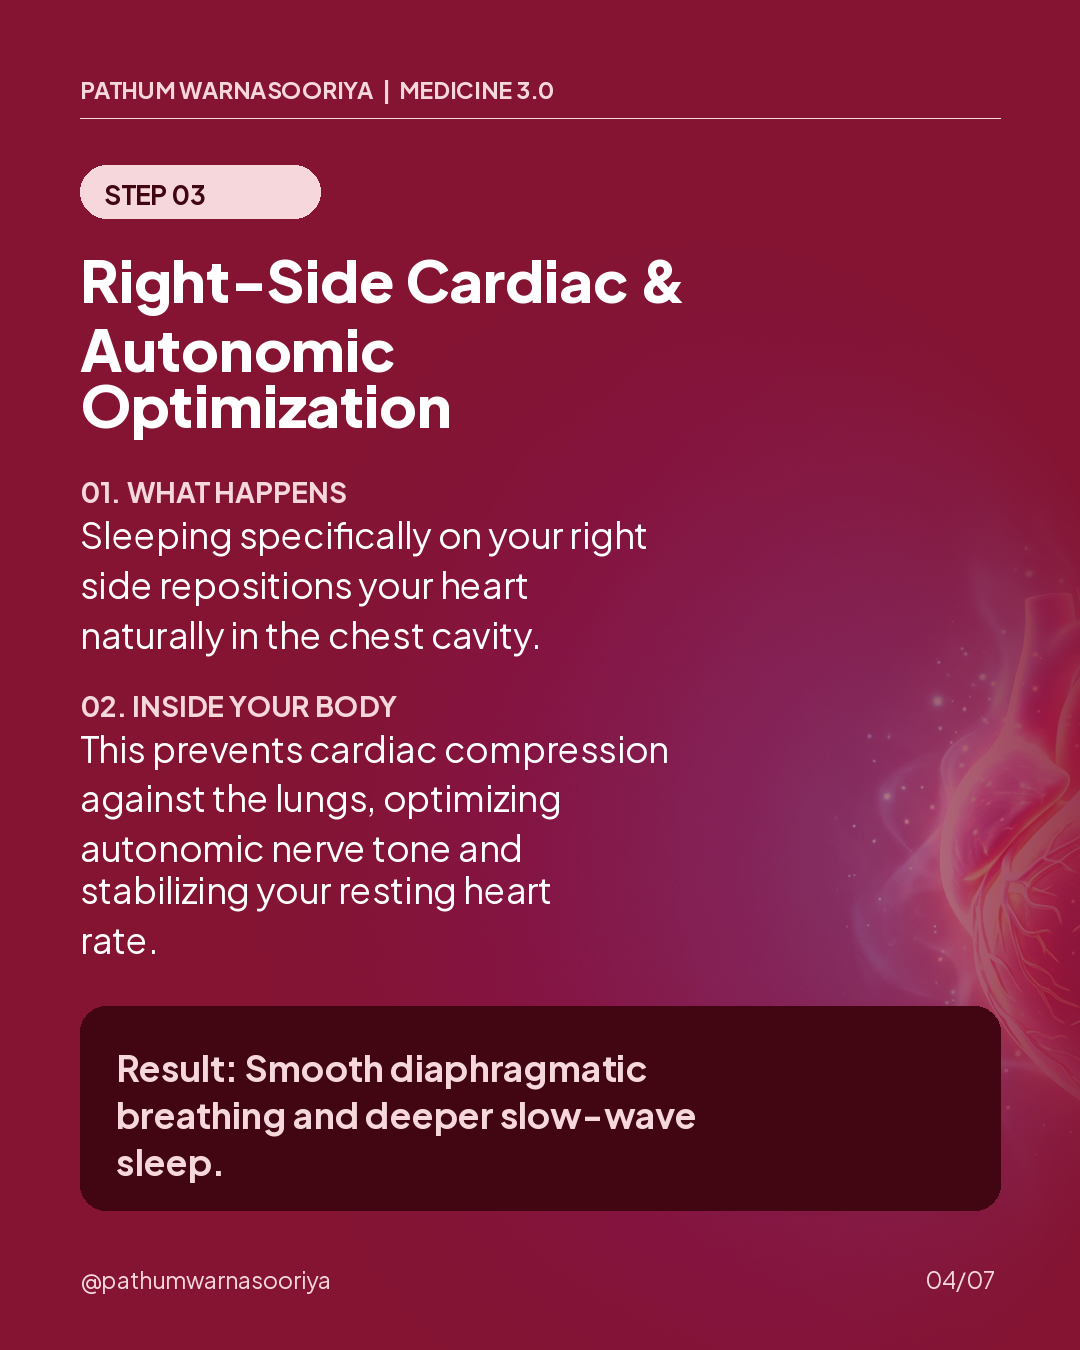 PATHUM WARNASOORIYA | MEDICINE 3.0
STEP 03
Right-Side Cardiac &
Autonomic
Optimization
01. WHAT HAPPENS
Sleeping specifically on your right
side repositions your heart
naturally in the chest cavity.
02. INSIDE YOUR BODY
This prevents cardiac compression
against the lungs, optimizing
autonomic nerve tone and
stabilizing your resting heart
rate.
Result: Smooth diaphragmatic
breathing and deeper slow-wave
sleep.
@pathumwarnasooriya
04/07